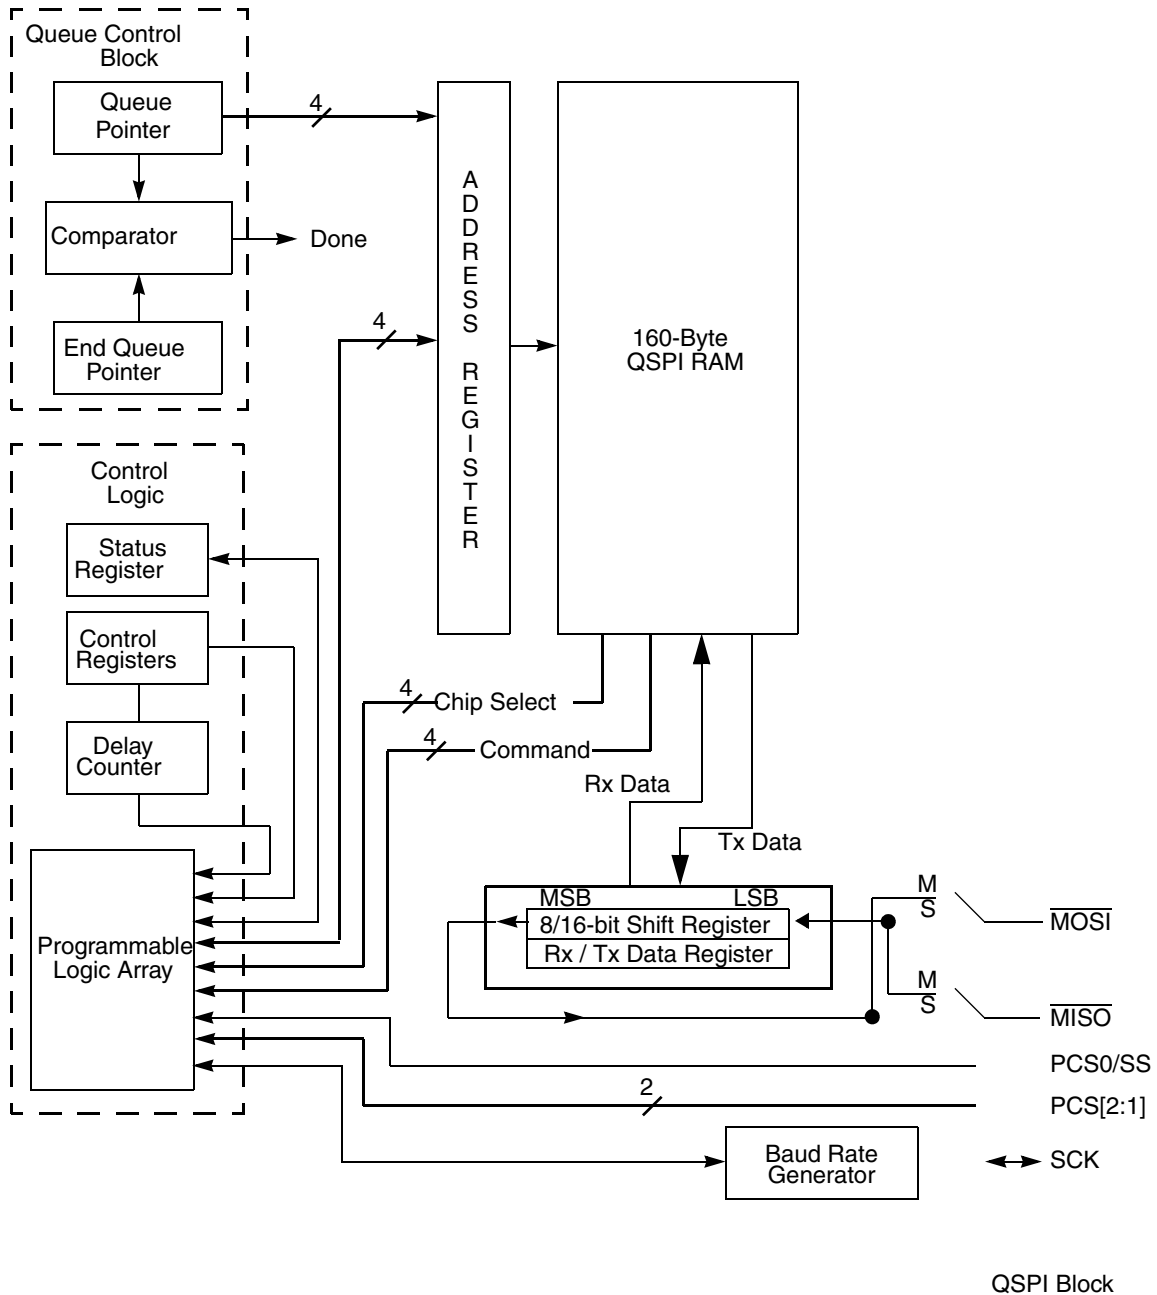 Queue Control
Block
Queue
Pointer
4
Comparator
Done
End Queue
Pointer
4
ADDRESS REGISTER
160-Byte
QSPI RAM
Control
Logic
Status
Register
Control
Registers
Delay
Counter
Programmable
Logic Array
4
Chip Select
4
Command
Rx Data
Tx Data
MSB
LSB
8/16-bit Shift Register
Rx / Tx Data Register
M
S
MOSI
M
S
MISO
PCS0/SS
2
PCS[2:1]
Baud Rate
Generator
SCK
QSPI Block